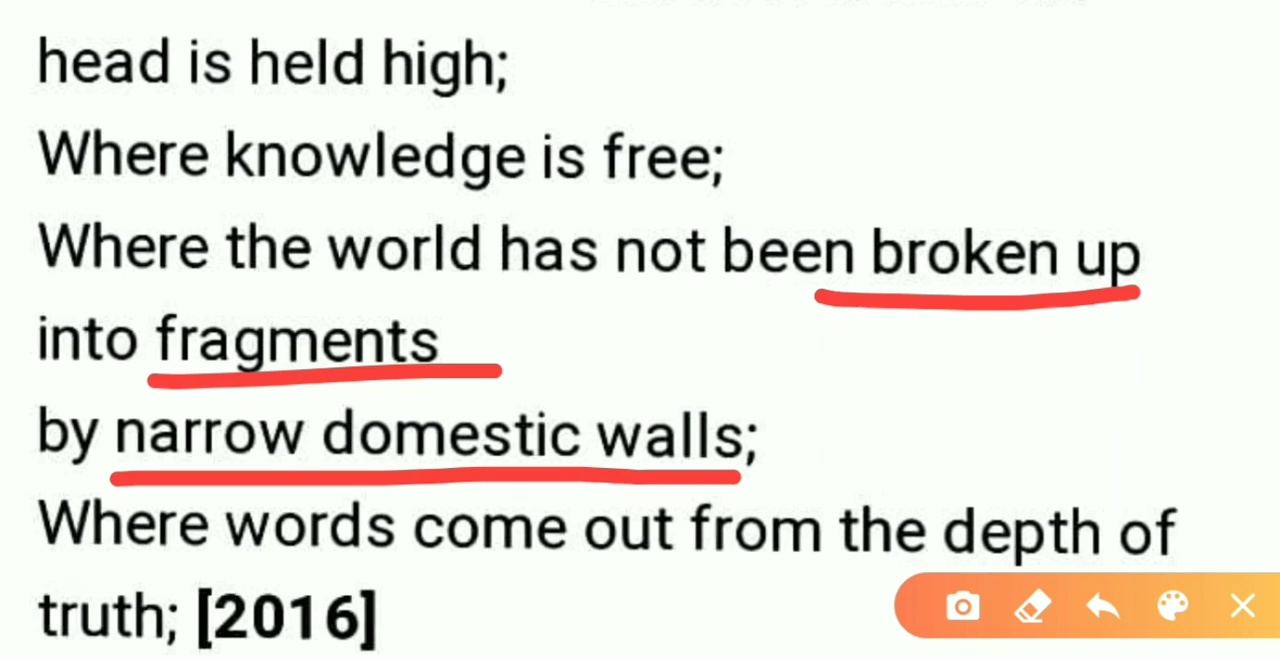 head is held high;
Where knowledge is free;
Where the world has not been broken up
into fragments
by narrow domestic walls;
Where words come out from the depth of
truth; [2016]